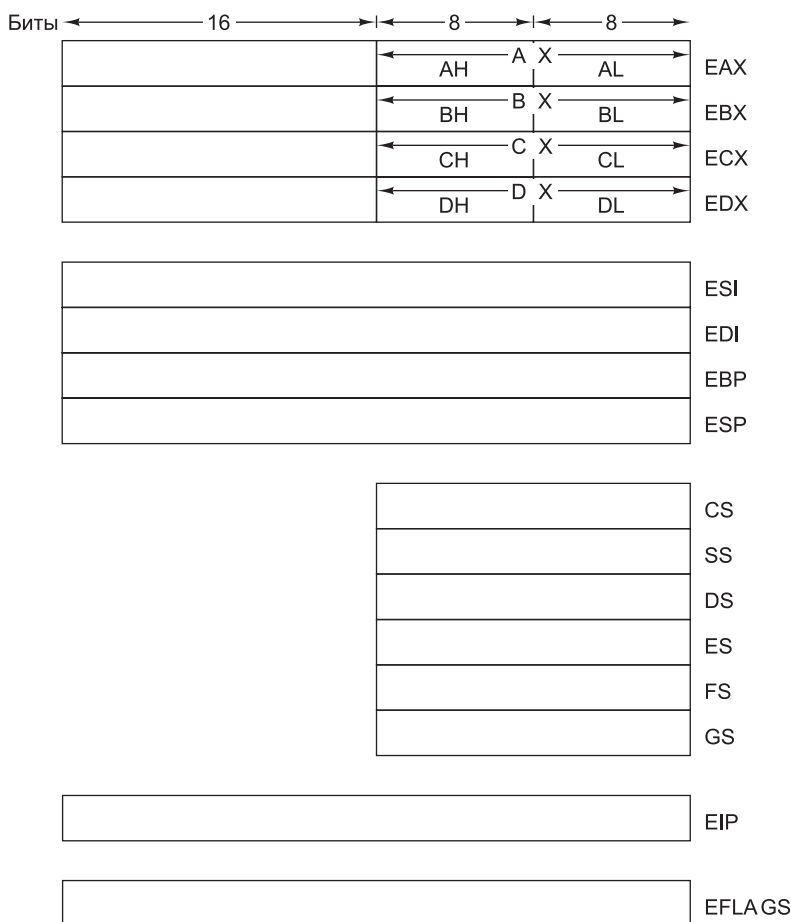 Биты 16 8 8
A X
AH AL EAX
B X
BH BL EBX
C X
CH CL ECX
D X
DH DL EDX
ESI
EDI
EBP
ESP
CS
SS
DS
ES
FS
GS
EIP
EFLAGS